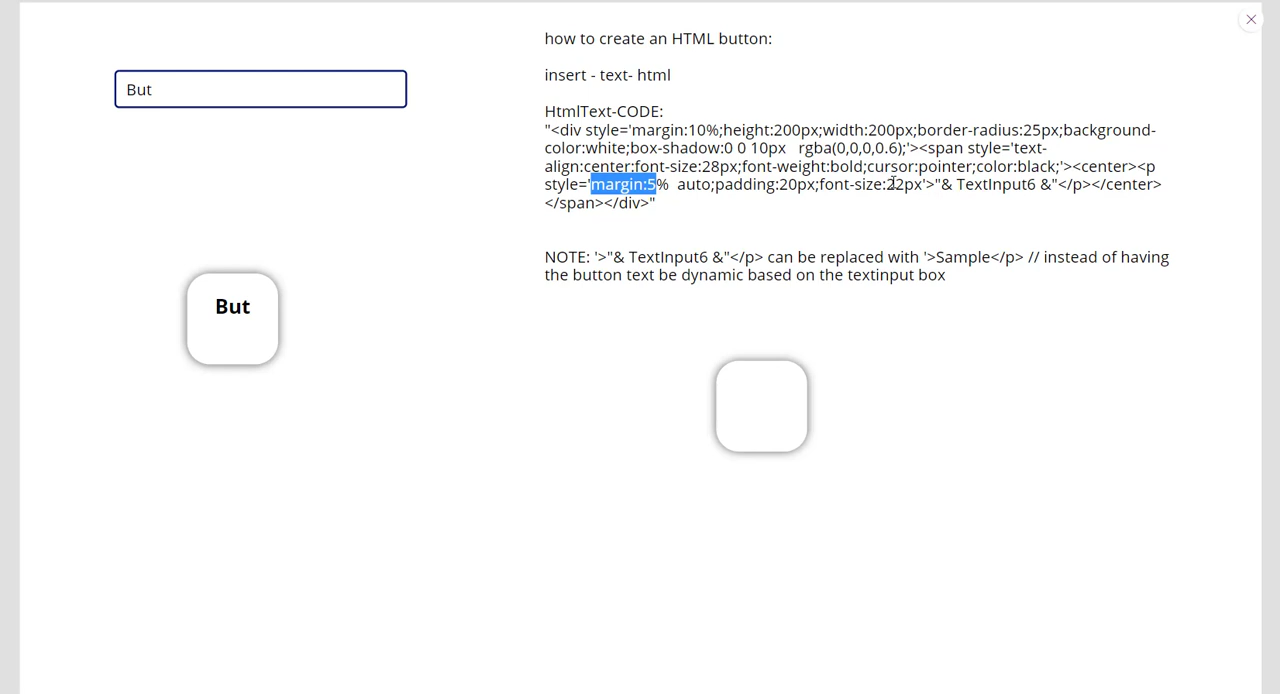 But
how to create an HTML button:
insert - text- html
HtmlText-CODE:
"<div style='margin:10%;height:200px;width:200px;border-radius:25px;background-
color:white;box-shadow:0 0 10px   rgba(0,0,0,0.6);'><span style='text-
align:center;font-size:28px;font-weight:bold;cursor:pointer;color:black;'><center><p
style='margin:5%  auto;padding:20px;font-size:22px'>"& TextInput6 &"</p></center>
</span></div>"
NOTE: '>"& TextInput6 &"</p> can be replaced with '>Sample</p> // instead of having
the button text be dynamic based on the textinput box
But